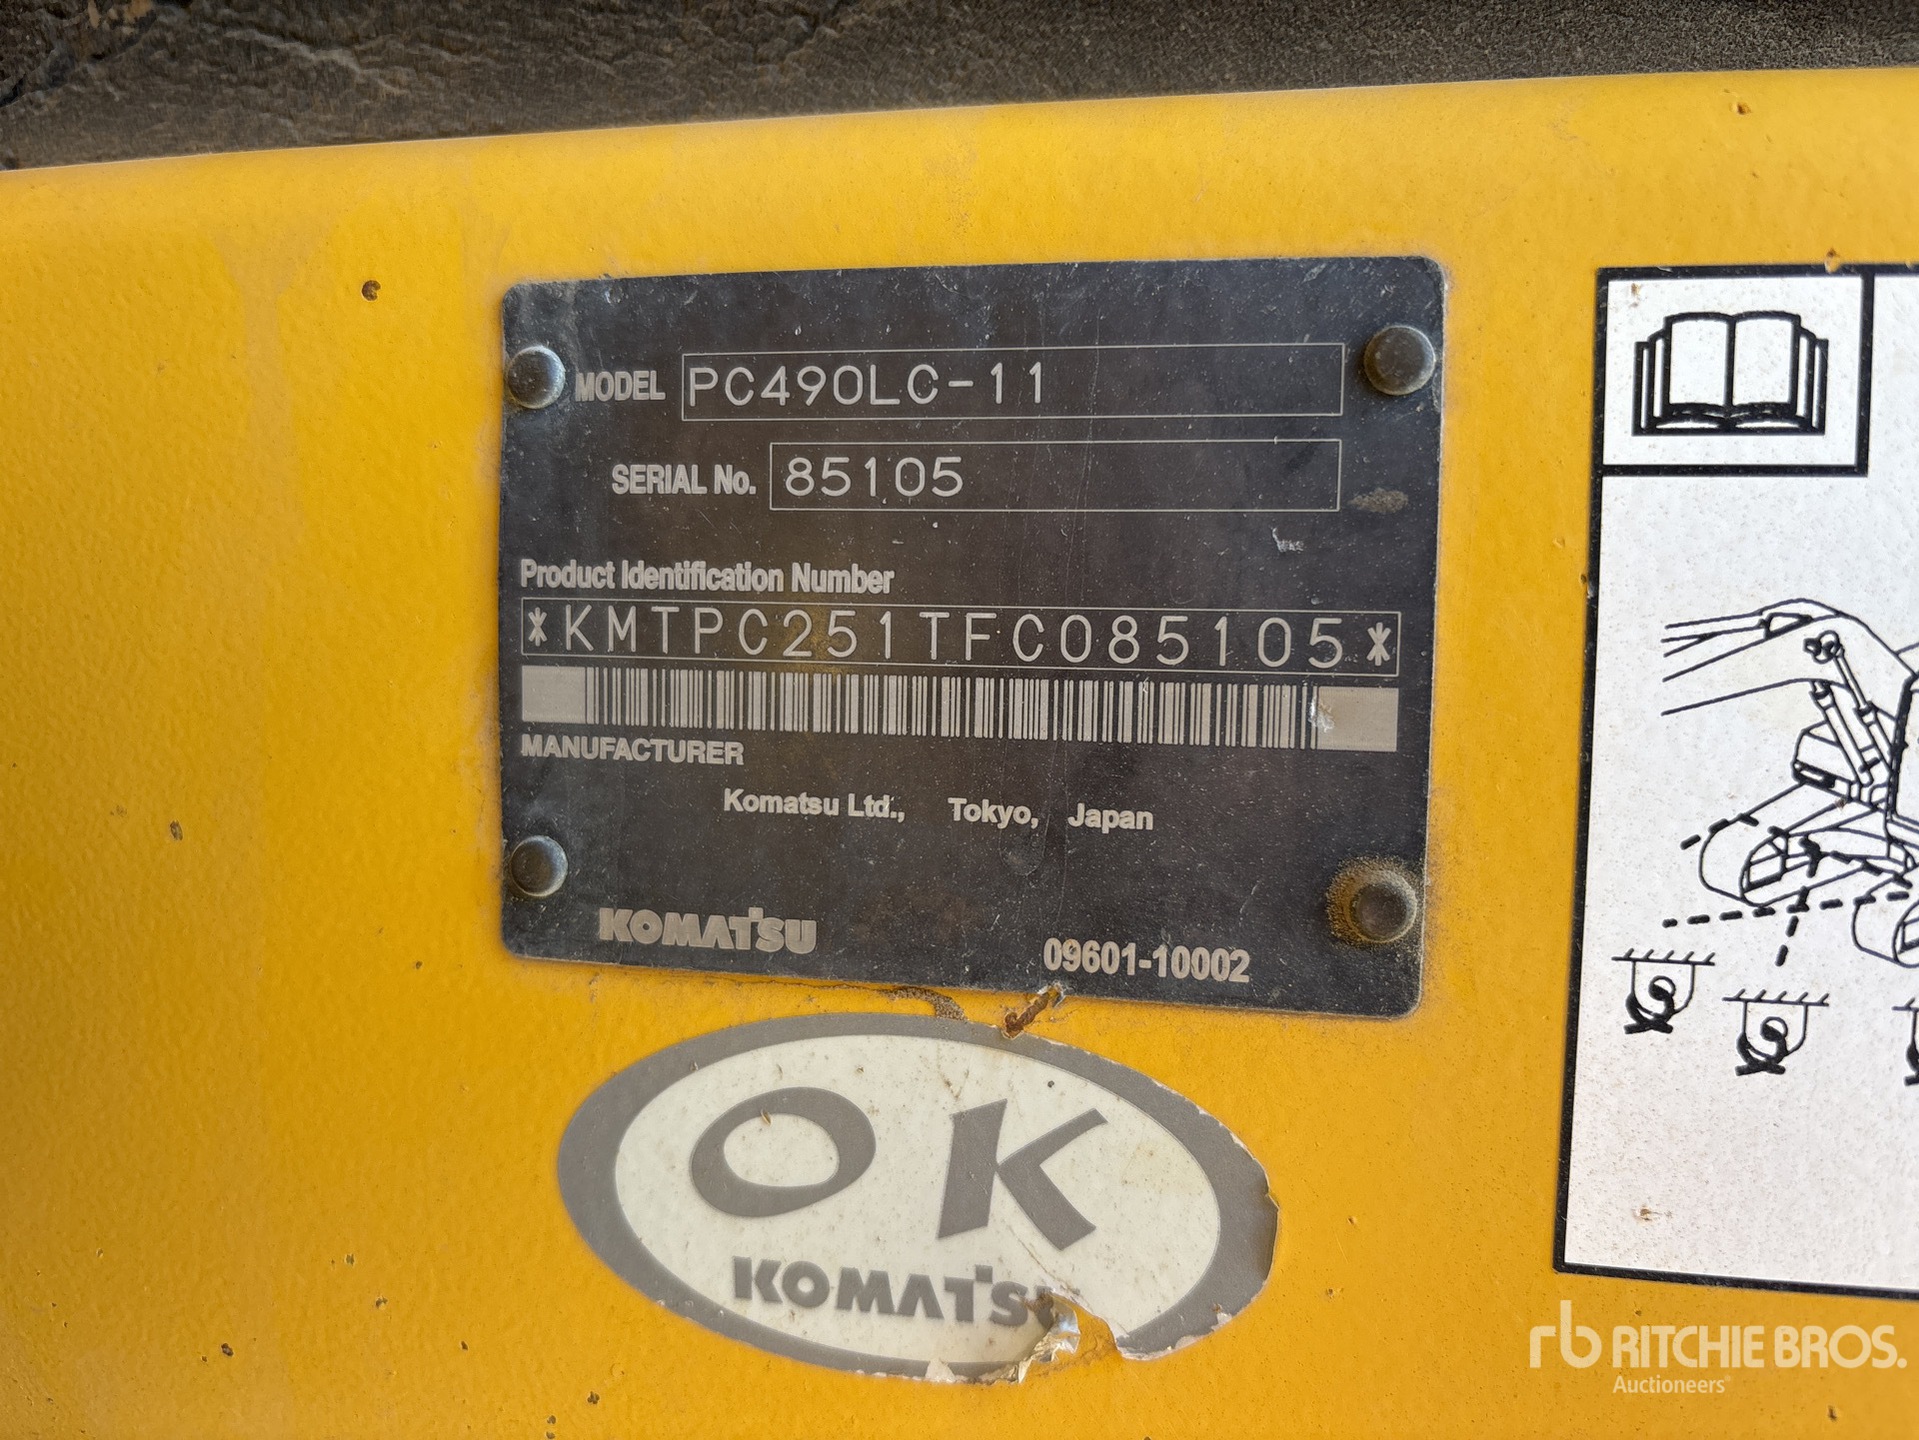 MODEL PC490LC-11
SERIAL No. 85105
Product Identification Number
*KMTPC251TFC085105*
MANUFACTURER
Komatsu Ltd., Tokyo, Japan
KOMATSU 09601-10002
OK
KOMATSU
rb RITCHIE BROS.
Auctioneers